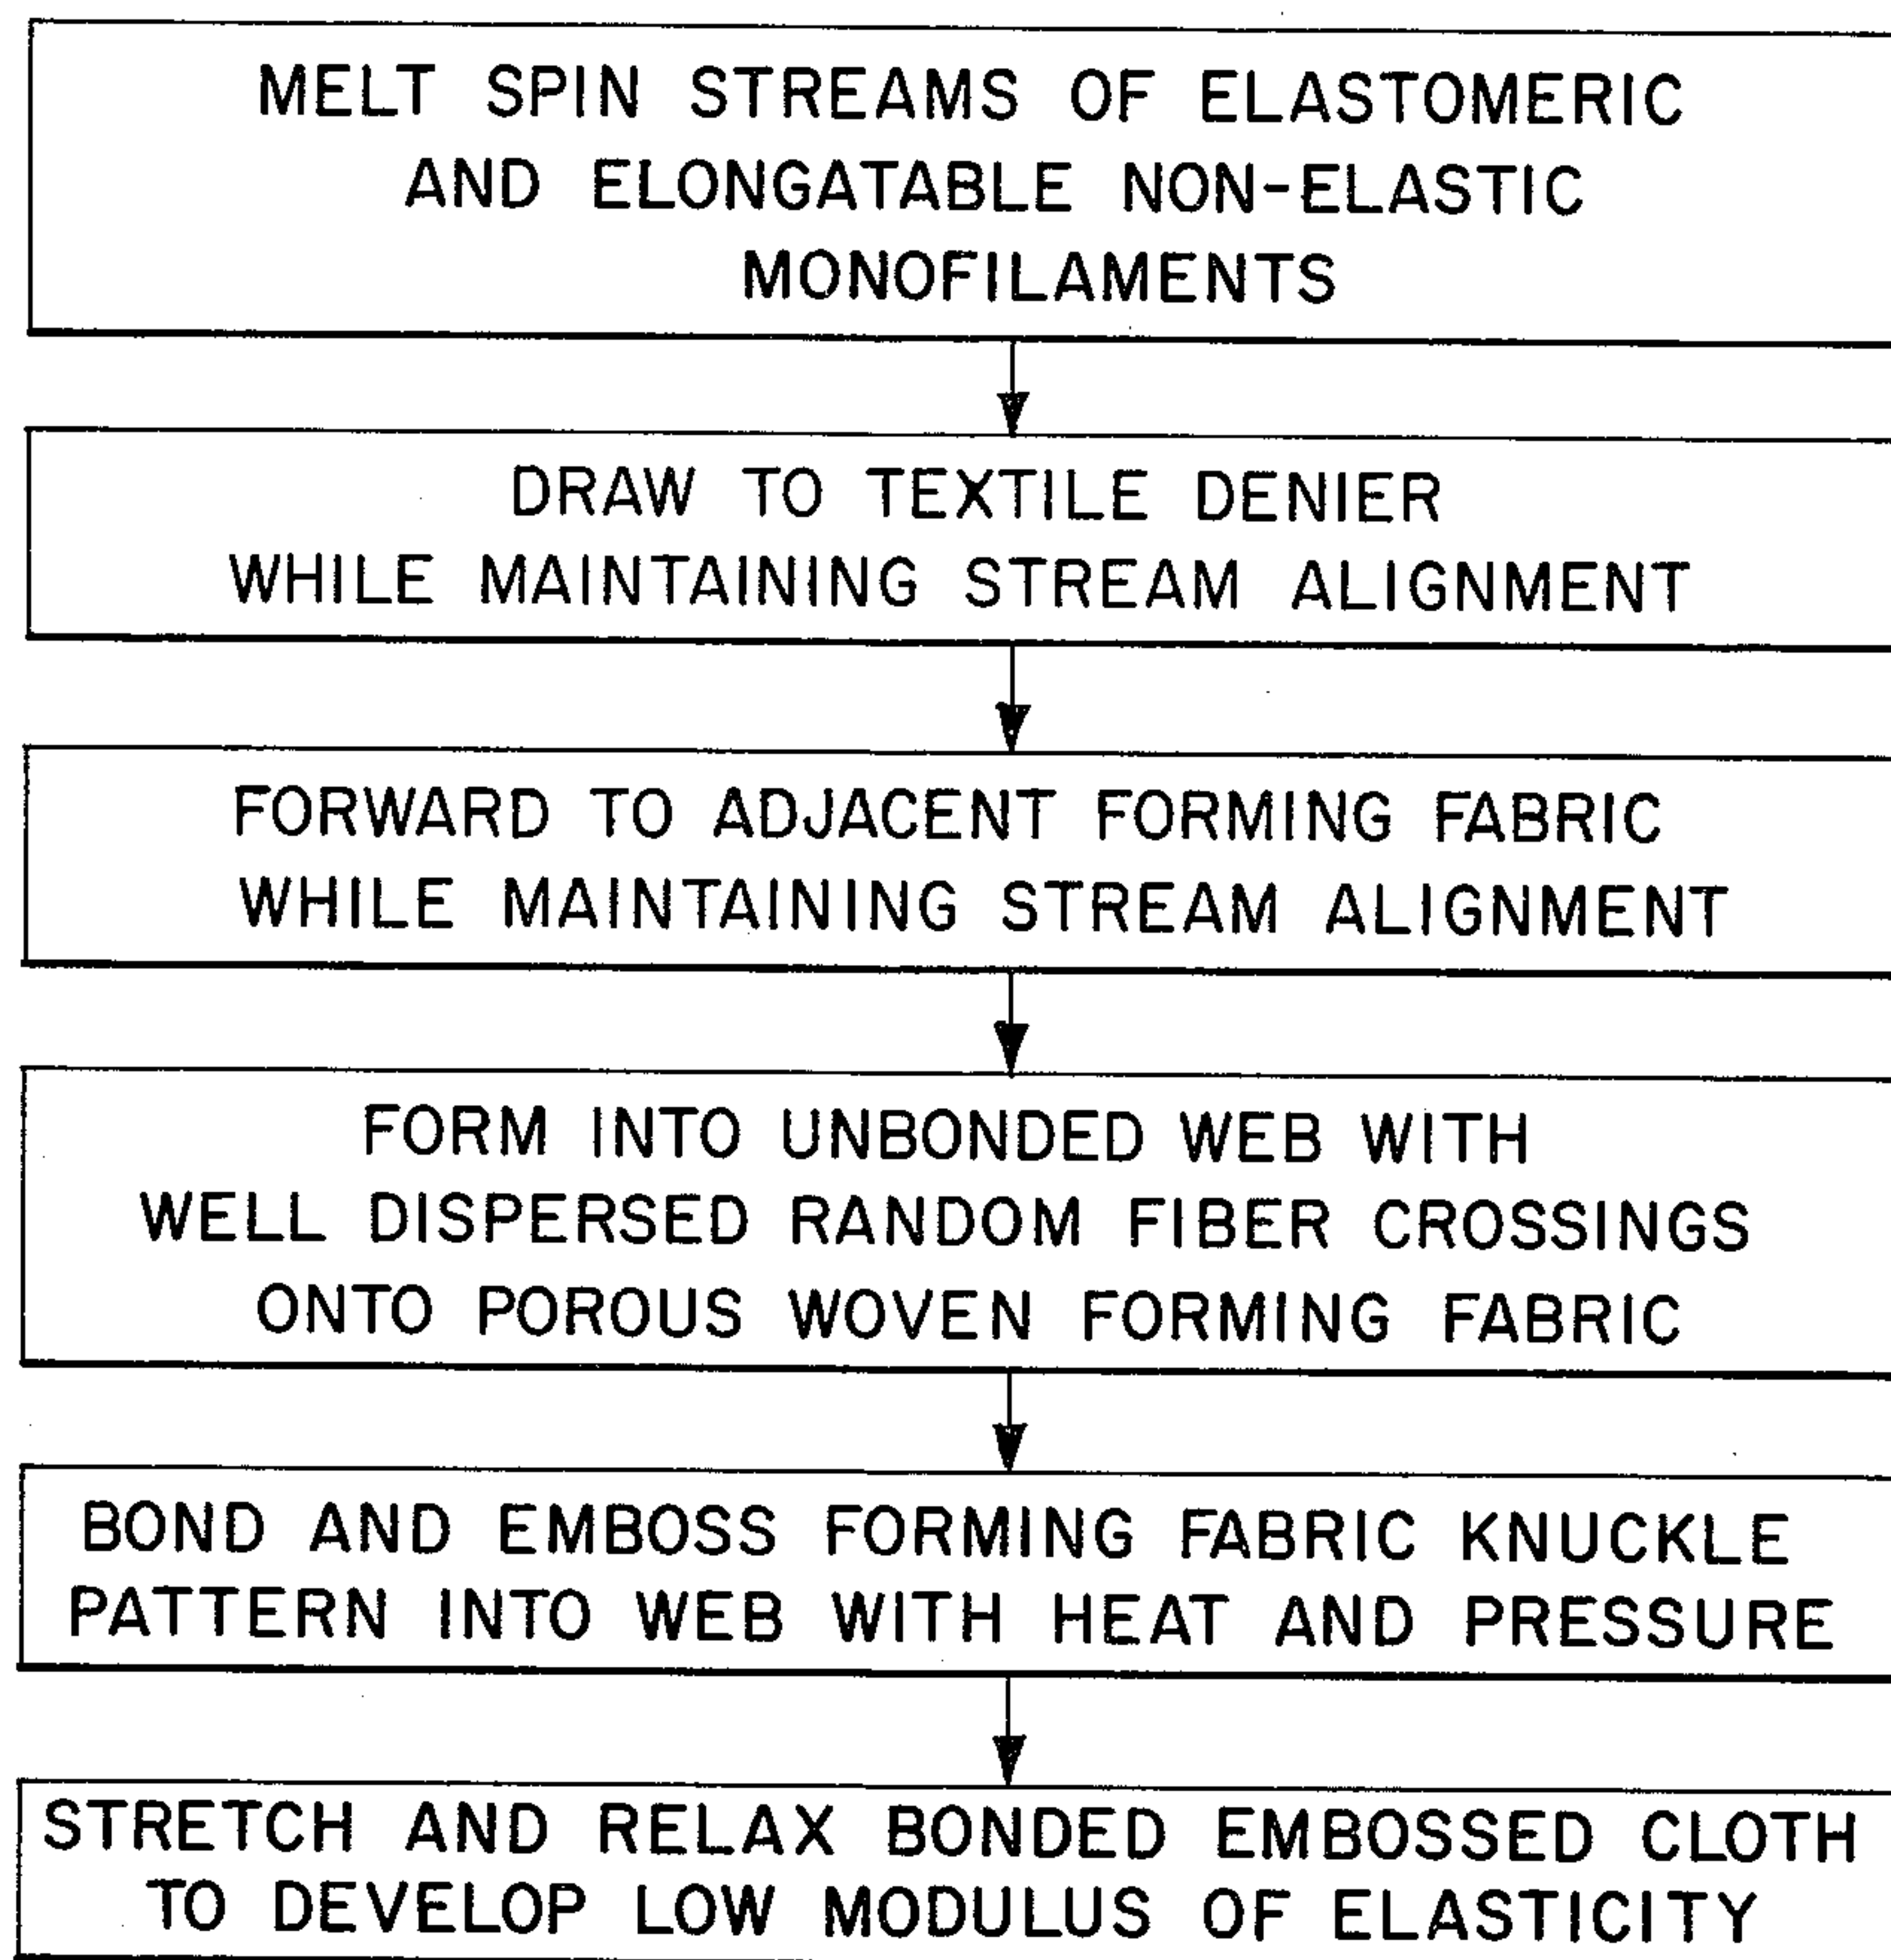 MELT SPIN STREAMS OF ELASTOMERIC
AND ELONGATABLE NON-ELASTIC
MONOFILAMENTS
DRAW TO TEXTILE DENIER
WHILE MAINTAINING STREAM ALIGNMENT
FORWARD TO ADJACENT FORMING FABRIC
WHILE MAINTAINING STREAM ALIGNMENT
FORM INTO UNBONDED WEB WITH
WELL DISPERSED RANDOM FIBER CROSSINGS
ONTO POROUS WOVEN FORMING FABRIC
BOND AND EMBOSS FORMING FABRIC KNUCKLE
PATTERN INTO WEB WITH HEAT AND PRESSURE
STRETCH AND RELAX BONDED EMBOSSED CLOTH
TO DEVELOP LOW MODULUS OF ELASTICITY